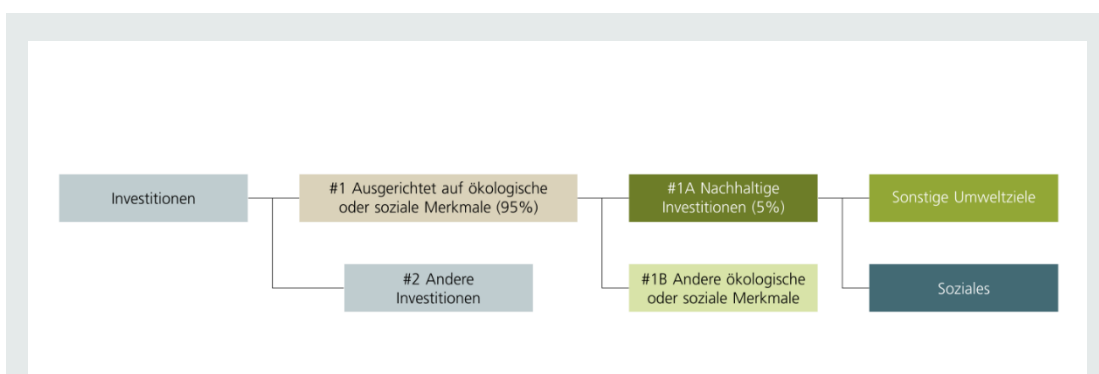 Investitionen
#1 Ausgerichtet auf ökologische
oder soziale Merkmale (95%)
#1A Nachhaltige
Investitionen (5%)
Sonstige Umweltziele
#2 Andere
Investitionen
#1B Andere ökologische
oder soziale Merkmale
Soziales